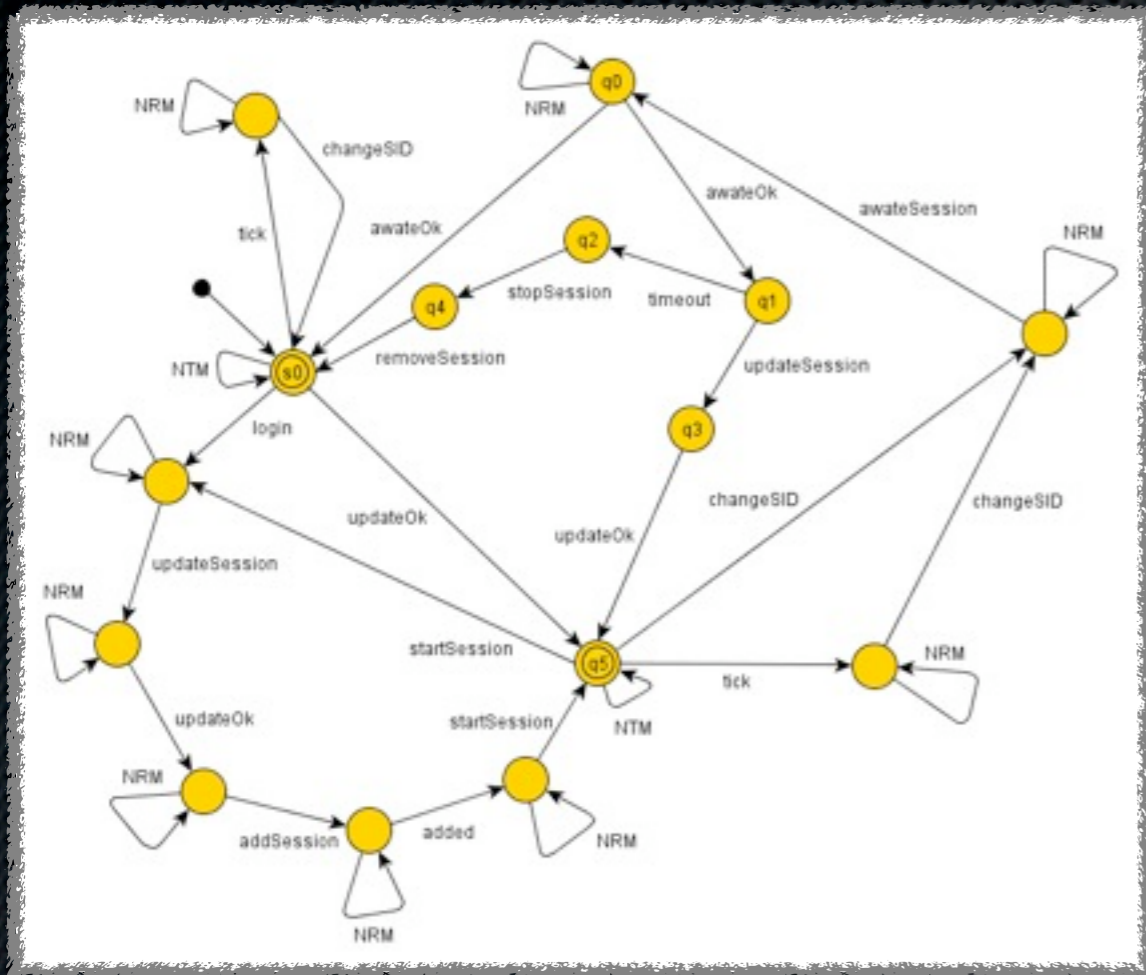 q0
NRM
NRM
changeSID
awateOk
awateSession
tick
awateOk
NRM
q2
stopSession
timeout
q1
q4
removeSession
updateSession
NTM
s0
login
q3
NRM
updateOk
changeSID
changeSID
updateOk
updateSession
NRM
startSession
q5
tick
NRM
NTM
updateOk
startSession
NRM
addSession
added
NRM
NRM